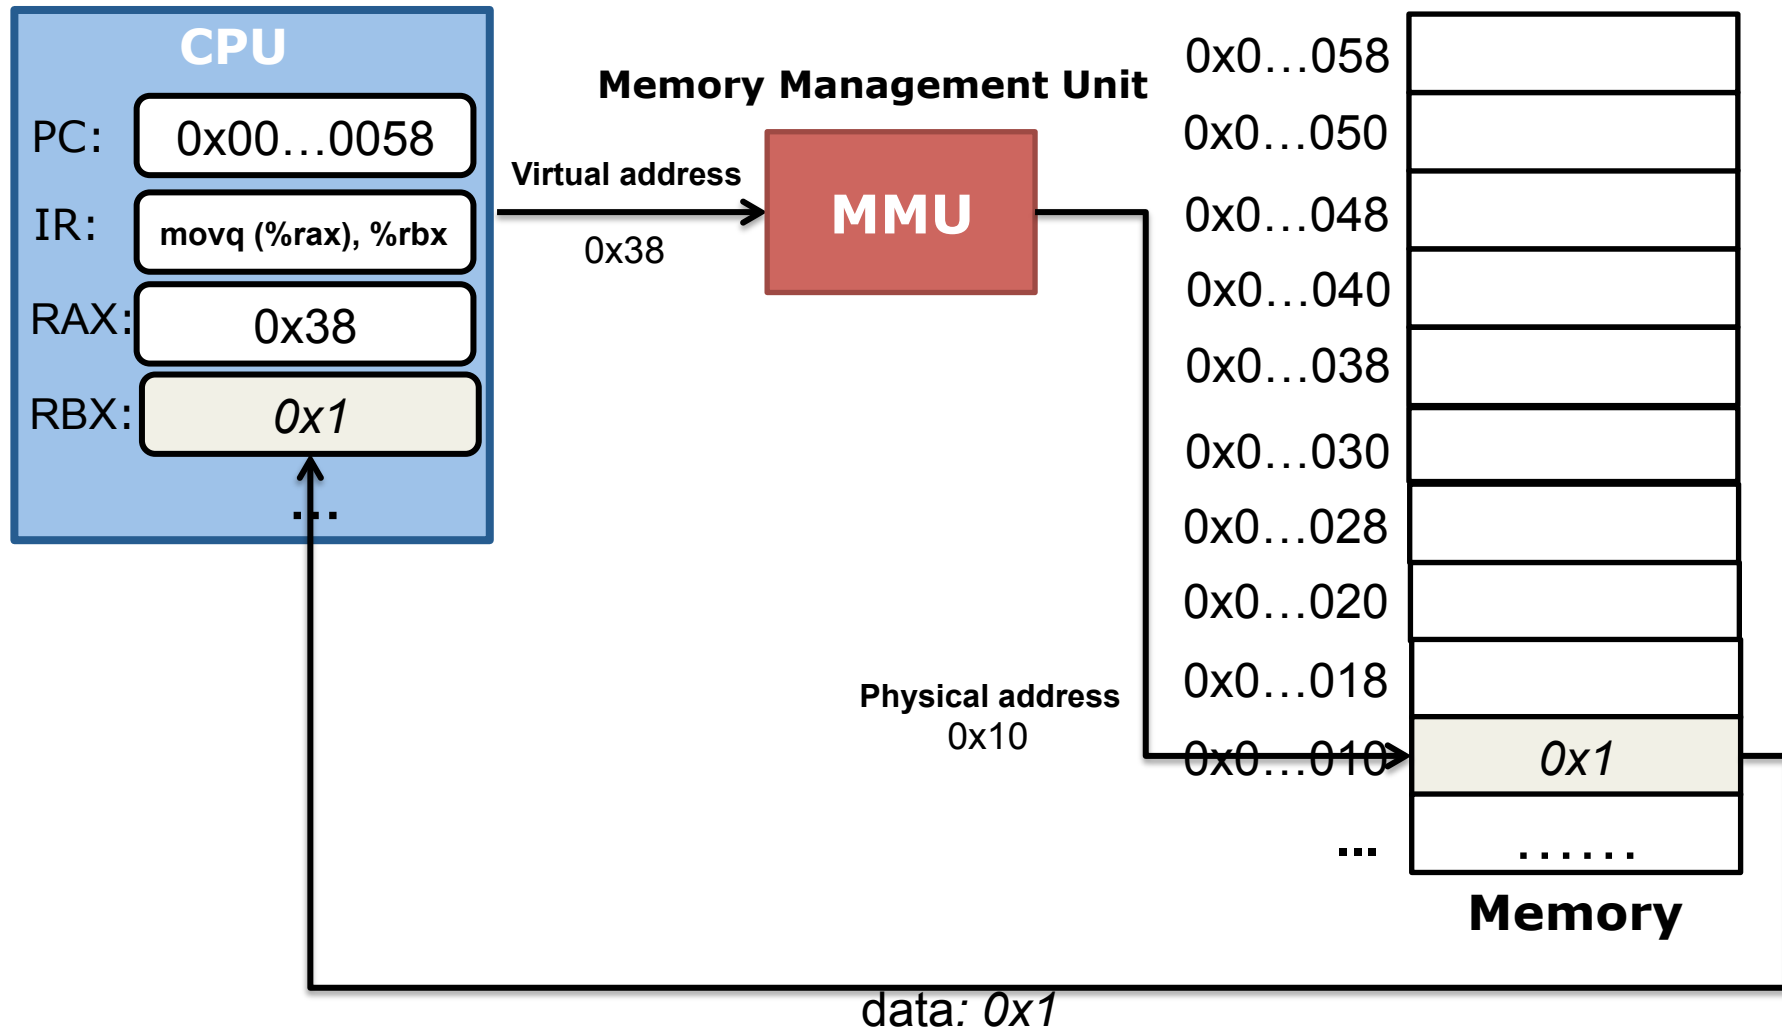 CPU
PC: 0x00...0058
IR: movq (%rax), %rbx
RAX: 0x38
RBX: 0x1
...
Memory Management Unit
Virtual address
0x38
MMU
Physical address
0x10
0x0...058
0x0...050
0x0...048
0x0...040
0x0...038
0x0...030
0x0...028
0x0...020
0x0...018
0x0...010 0x1
... ......
Memory
data: 0x1